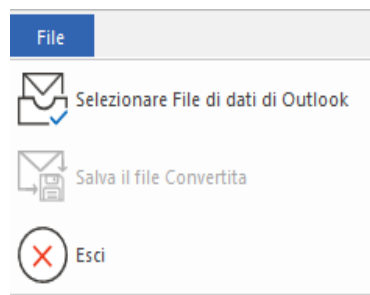 File
Selezionare File di dati di Outlook
Salva il file Convertita
Esci